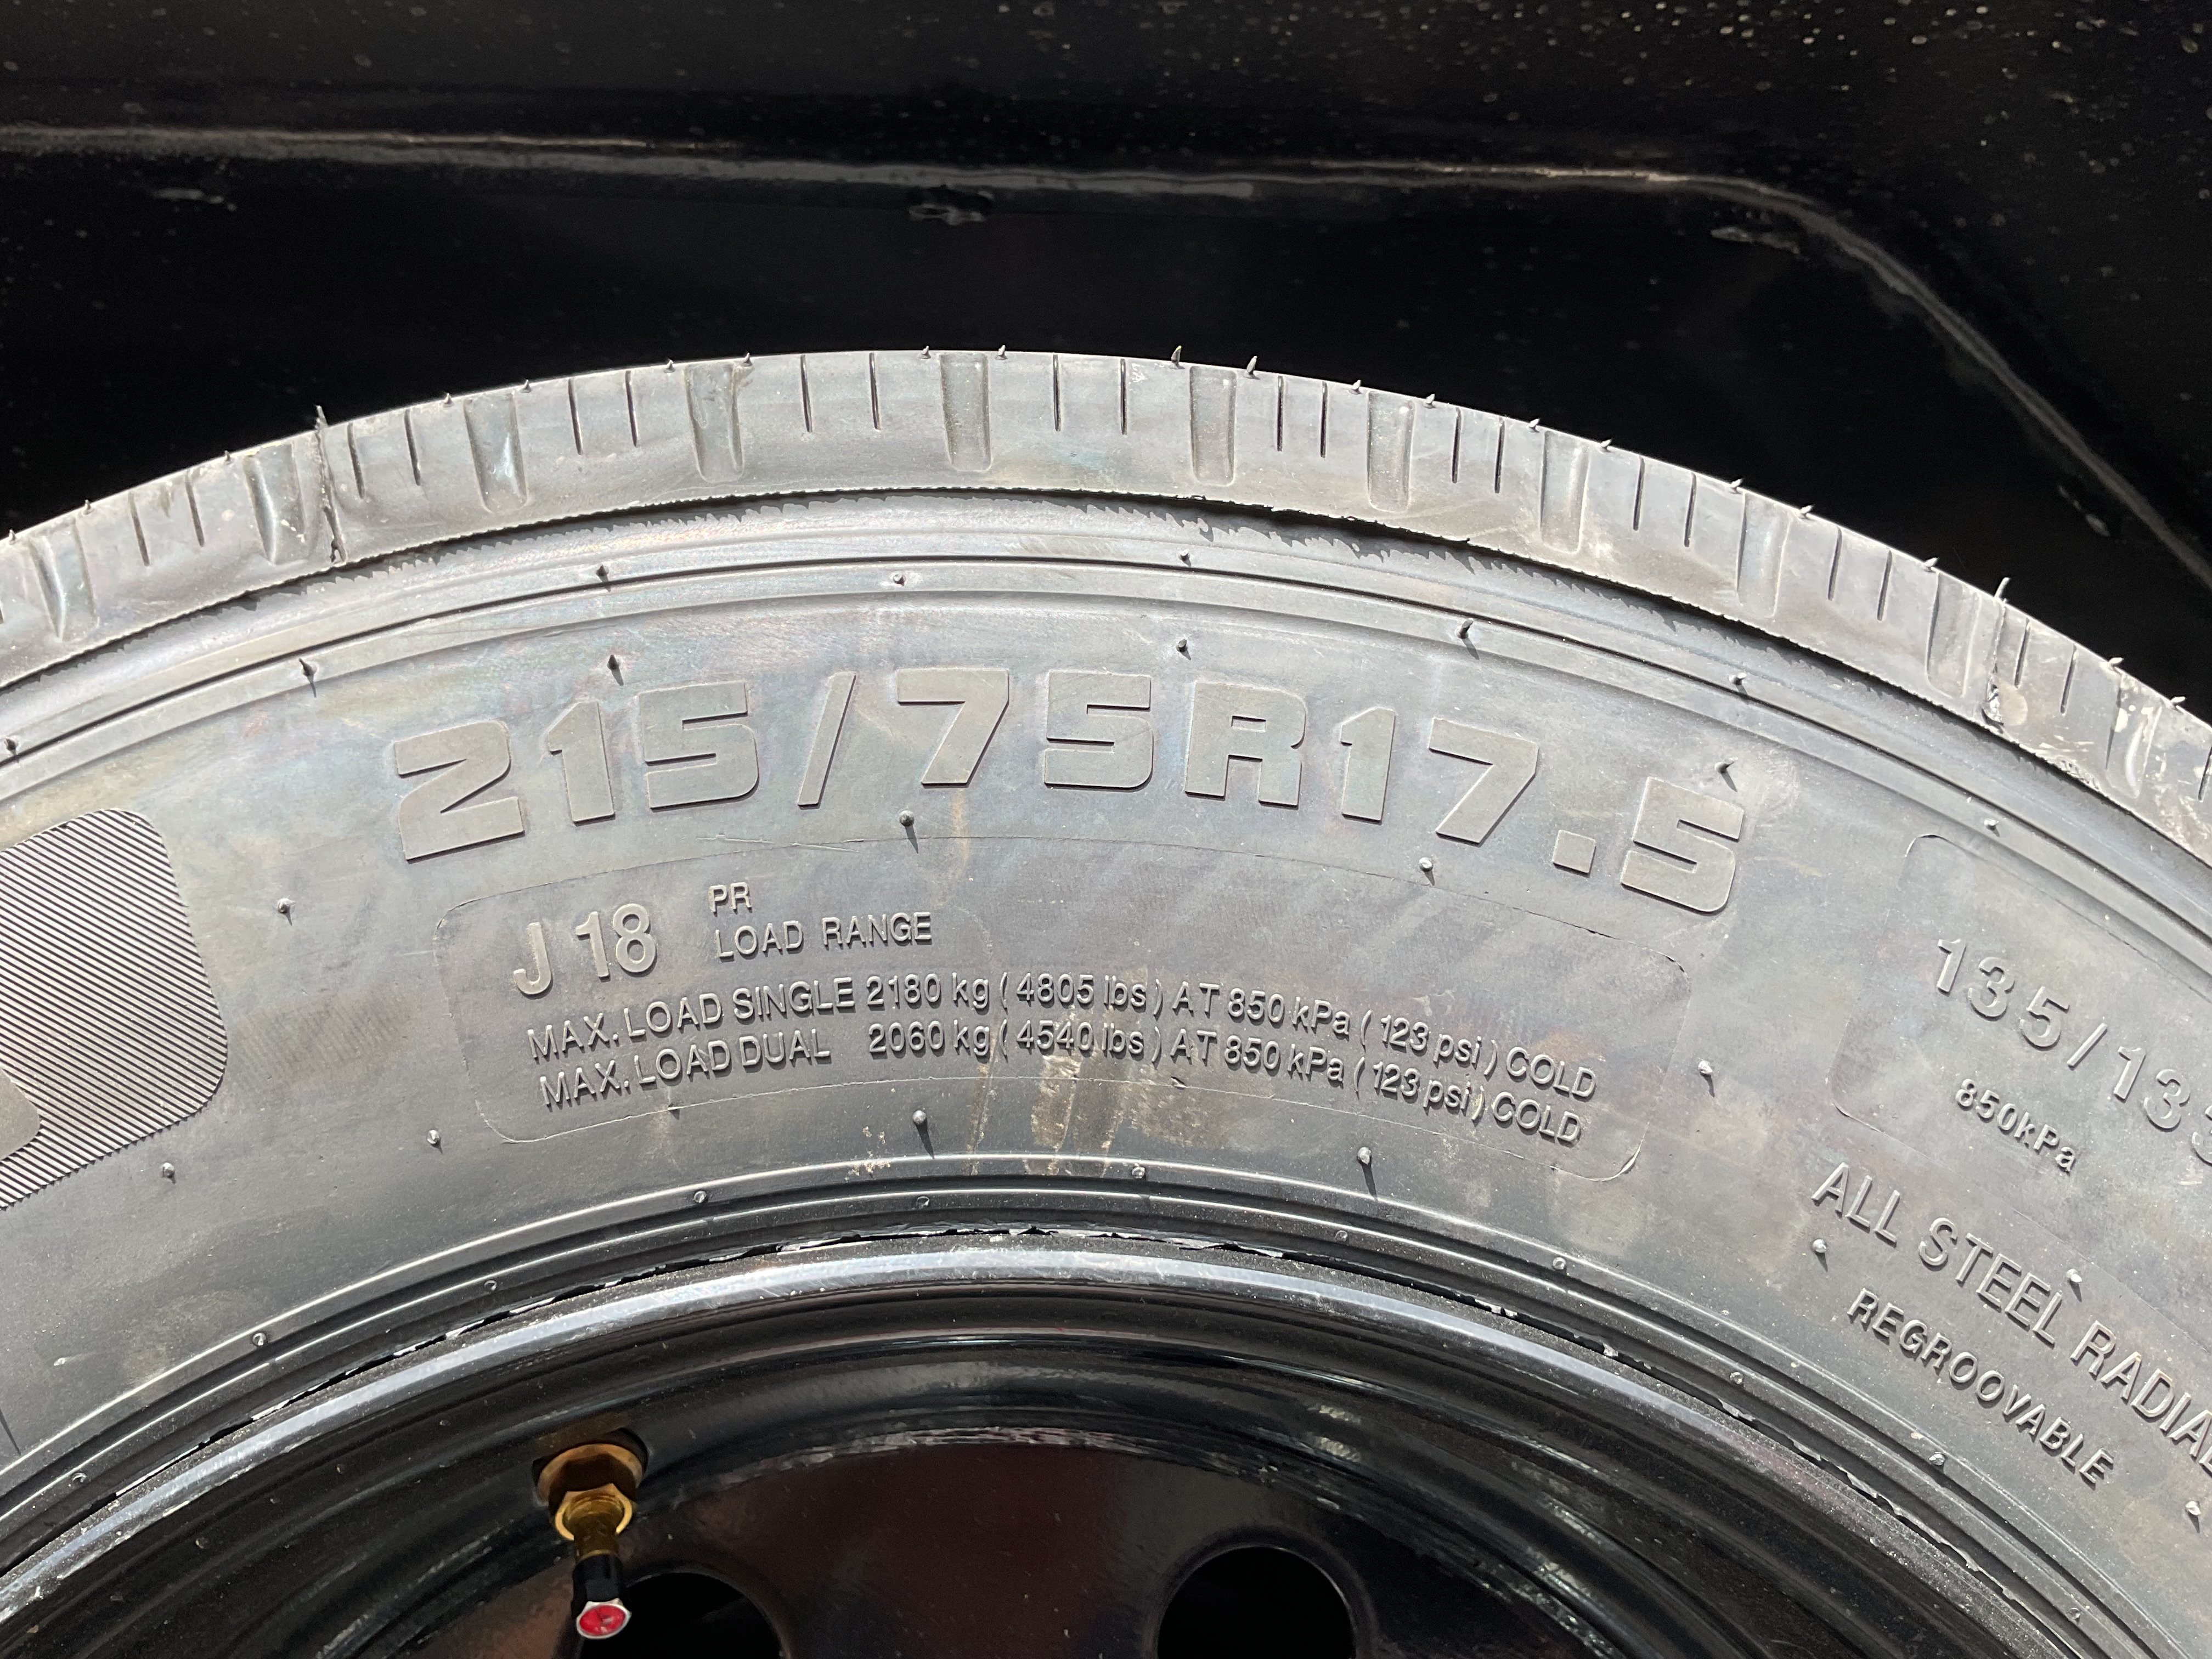 215/75R17.5
J 18 PR
LOAD RANGE
MAX. LOAD SINGLE 2180 kg ( 4805 lbs ) AT 850 kPa ( 123 psi ) COLD
MAX. LOAD DUAL 2060 kg ( 4540 lbs ) AT 850 kPa ( 123 psi ) COLD
135/13
850kPa
ALL STEEL RADIAL
REGROOVABLE